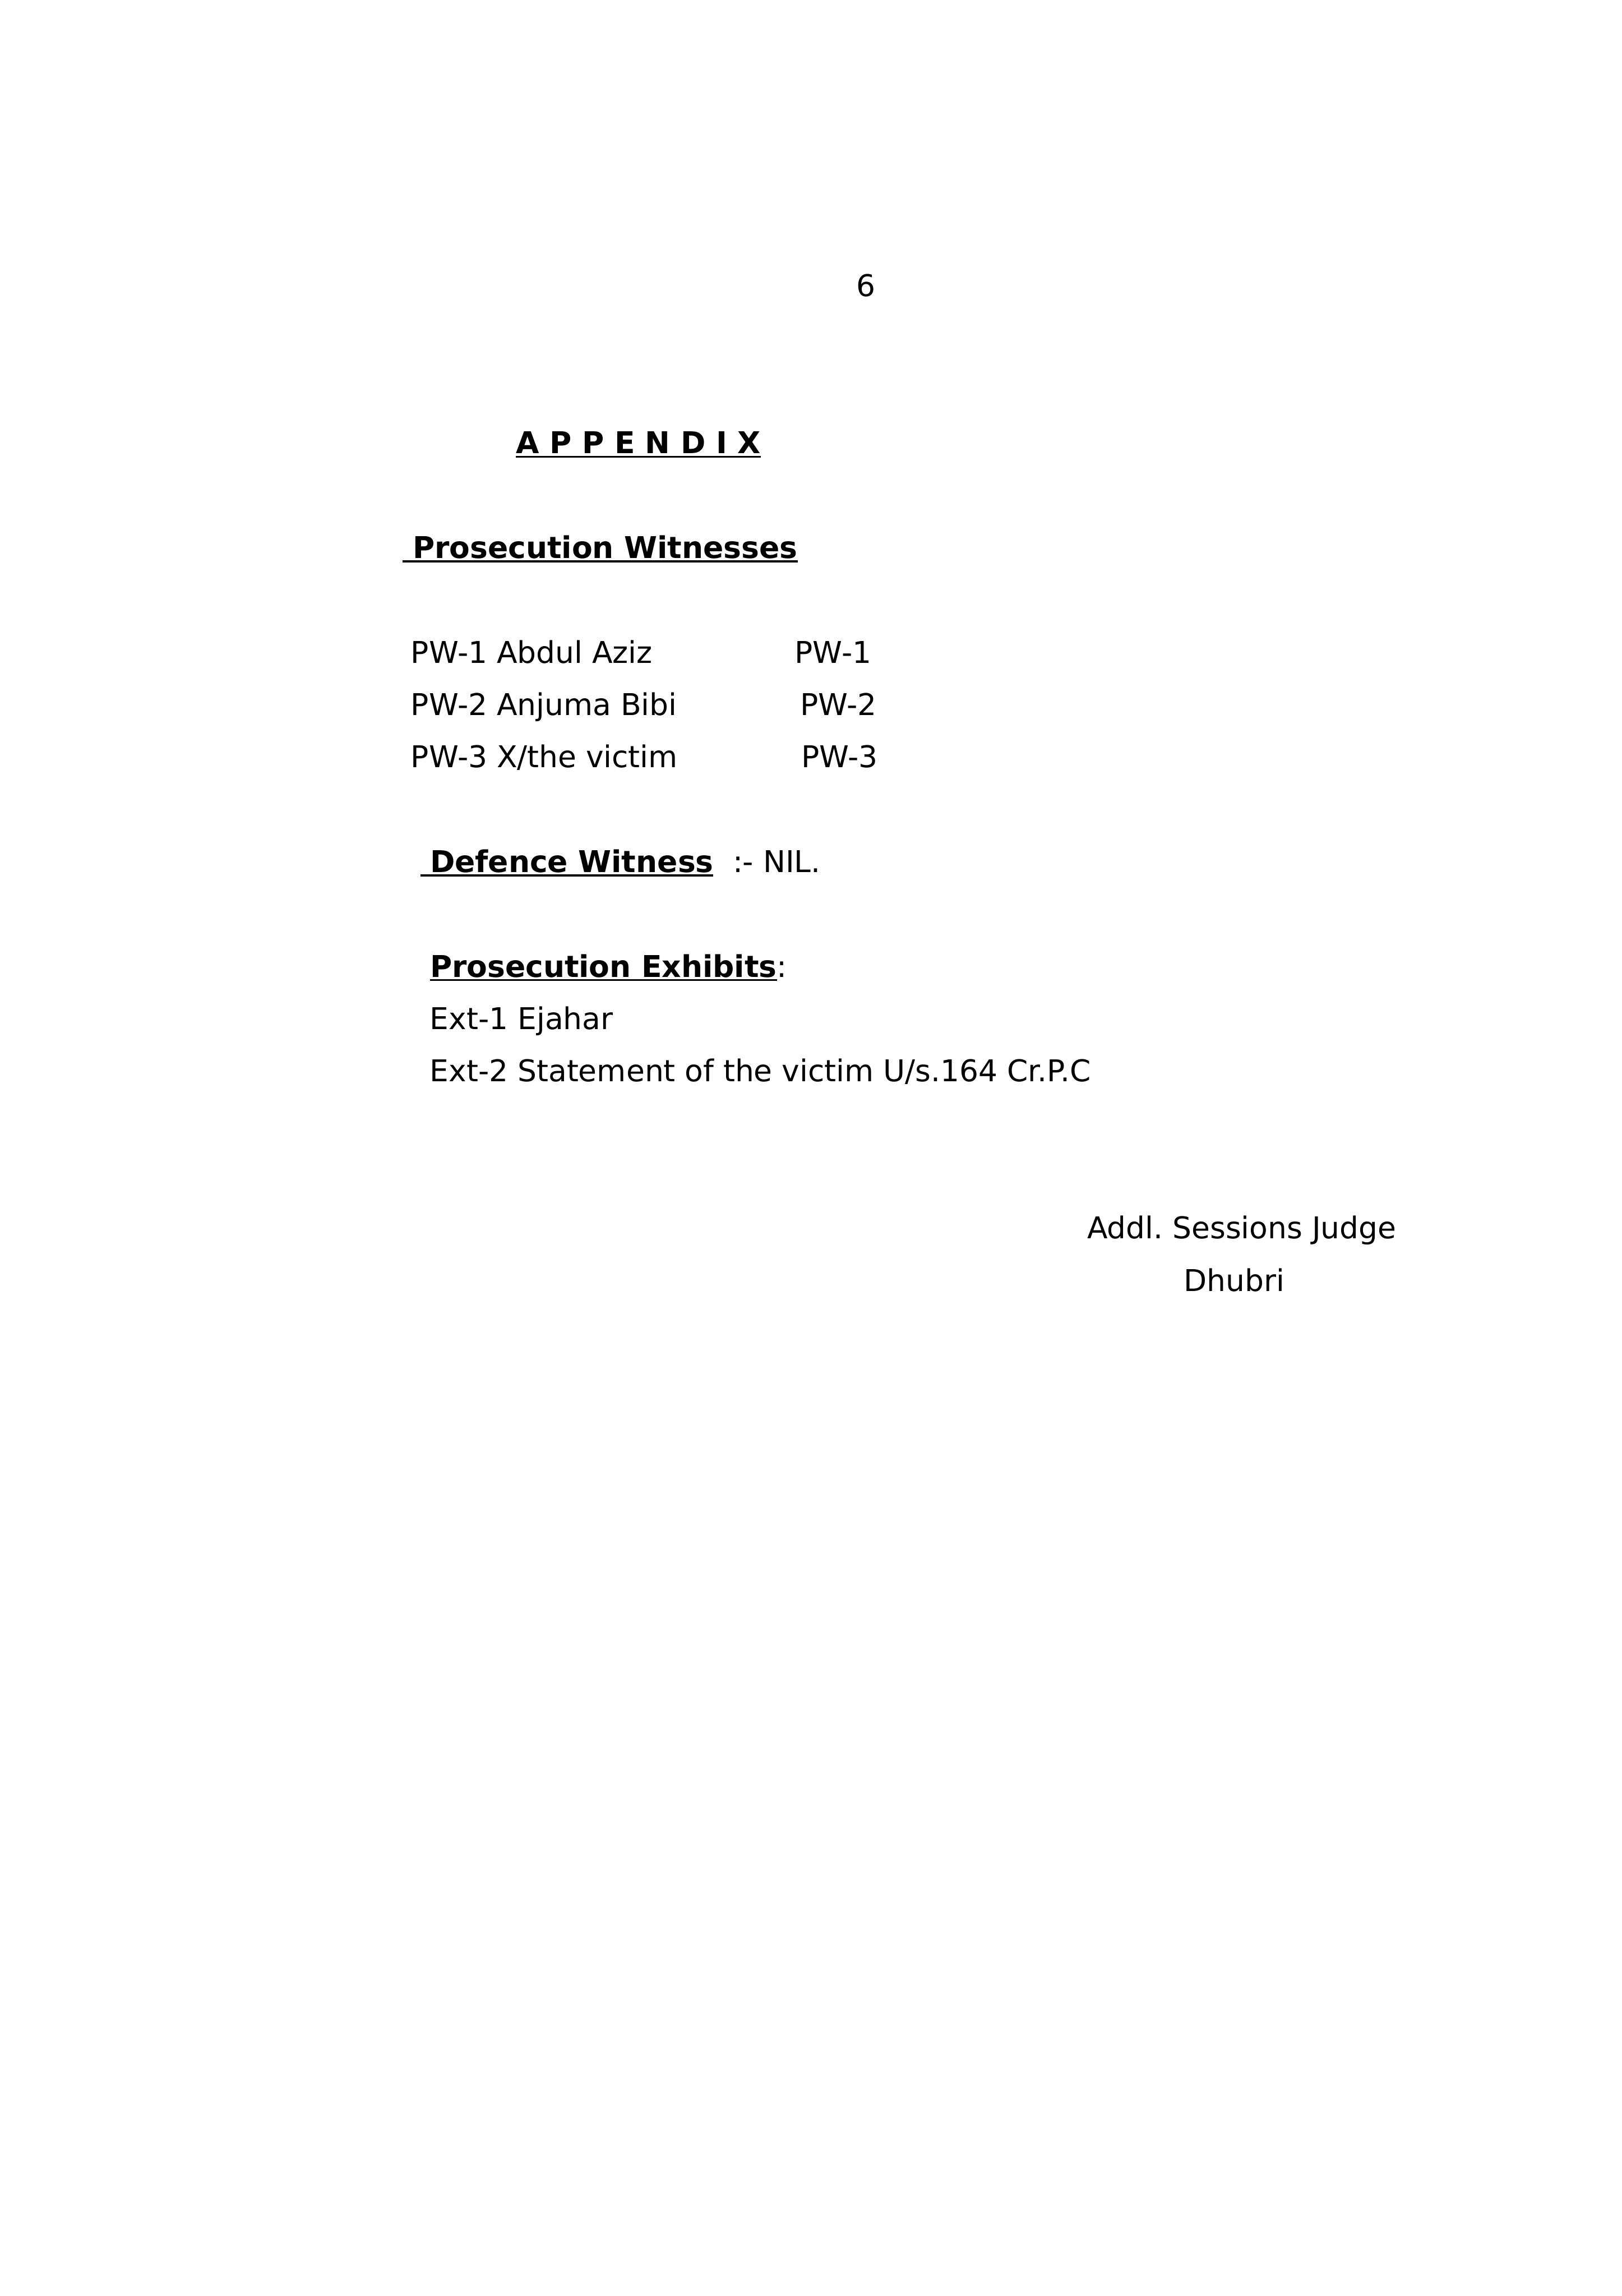 6
A P P E N D I X
Prosecution Witnesses
PW-1 Abdul Aziz PW-1
PW-2 Anjuma Bibi PW-2
PW-3 X/the victim PW-3
Defence Witness :- NIL.
Prosecution Exhibits:
Ext-1 Ejahar
Ext-2 Statement of the victim U/s.164 Cr.P.C
Addl. Sessions Judge
Dhubri